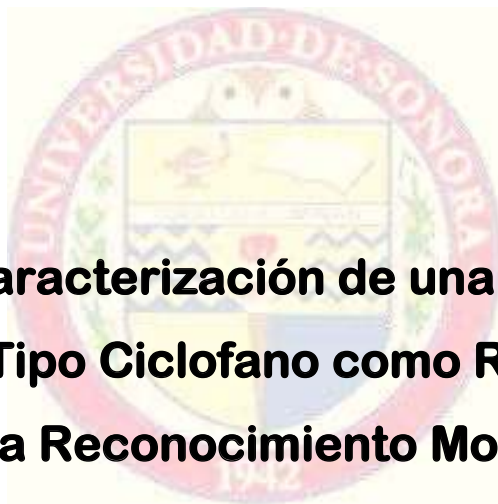 UNIVERSIDAD·DE·SONORA
aracterización de una
Tipo Ciclofano como R
a Reconocimiento Mo
1942